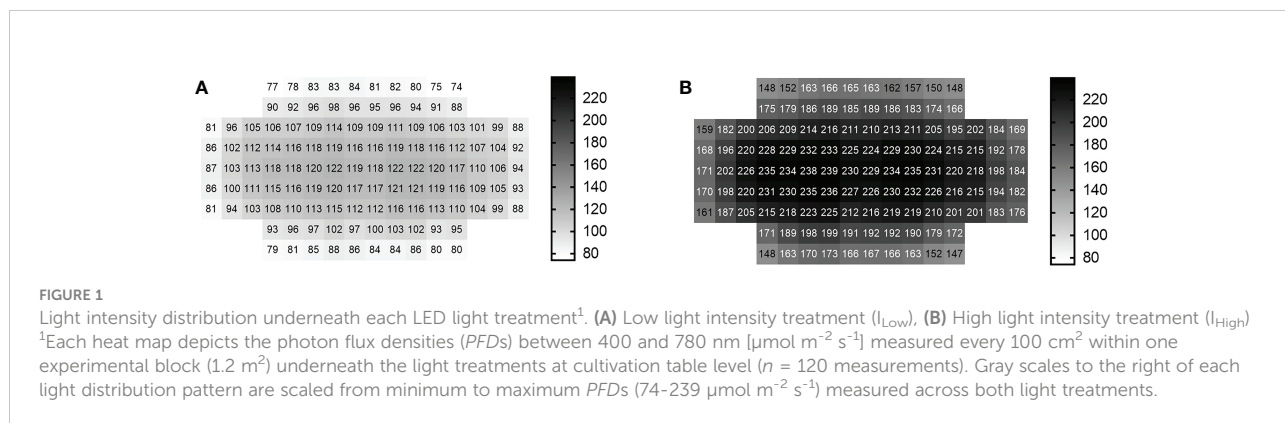 A
77 78 83 83 84 81 82 80 75 74
90 92 96 98 96 95 96 94 91 88
81 96 105 106 107 109 114 109 109 111 109 106 103 101 99 88
86 102 112 114 116 118 119 116 116 119 118 116 112 107 104 92
87 103 113 118 118 120 122 119 118 122 122 120 117 110 106 94
86 100 111 115 116 119 120 117 117 121 121 119 116 109 105 93
81 94 103 108 110 113 115 112 112 116 116 113 110 104 99 88
93 96 97 102 97 100 103 102 93 95
79 81 85 88 86 84 84 86 80 80
220
200
180
160
140
120
100
80
B
148 152 163 166 165 163 162 157 150 148
175 179 186 189 185 189 186 183 174 166
159 182 200 206 209 214 216 211 210 213 211 205 195 202 184 169
168 196 220 228 229 232 233 225 224 229 230 224 215 215 192 178
171 202 226 235 234 238 239 230 229 234 235 231 220 218 198 184
170 198 220 231 230 235 236 227 226 230 232 226 216 215 194 182
161 187 205 215 218 223 225 212 216 219 219 210 201 201 183 176
171 189 198 199 191 192 192 190 179 172
148 163 170 173 166 167 166 163 152 147
220
200
180
160
140
120
100
80
FIGURE 1
Light intensity distribution underneath each LED light treatment¹. (A) Low light intensity treatment (I_Low), (B) High light intensity treatment (I_High)
¹Each heat map depicts the photon flux densities (PFDs) between 400 and 780 nm [µmol m⁻² s⁻¹] measured every 100 cm² within one
experimental block (1.2 m²) underneath the light treatments at cultivation table level (n = 120 measurements). Gray scales to the right of each
light distribution pattern are scaled from minimum to maximum PFDs (74-239 µmol m⁻² s⁻¹) measured across both light treatments.